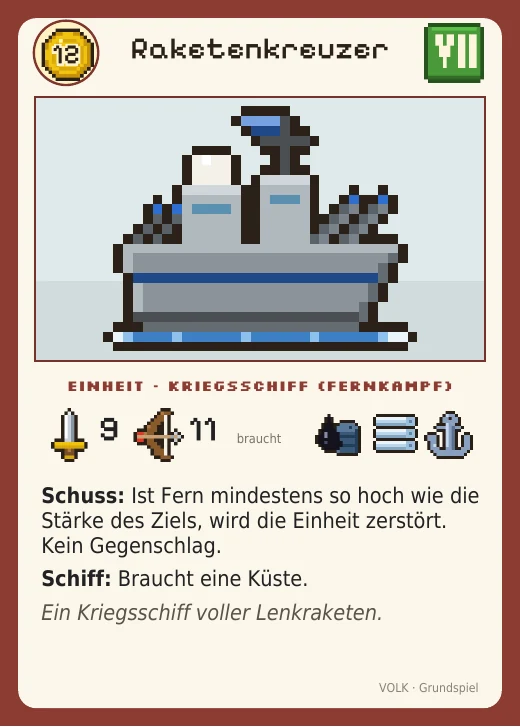 12
Raketenkreuzer
VII
EINHEIT - KRIEGSSCHIFF (FERNKAMPF)
9
11
braucht
Schuss: Ist Fern mindestens so hoch wie die
Stärke des Ziels, wird die Einheit zerstört.
Kein Gegenschlag.
Schiff: Braucht eine Küste.
Ein Kriegsschiff voller Lenkraketen.
VOLK · Grundspiel